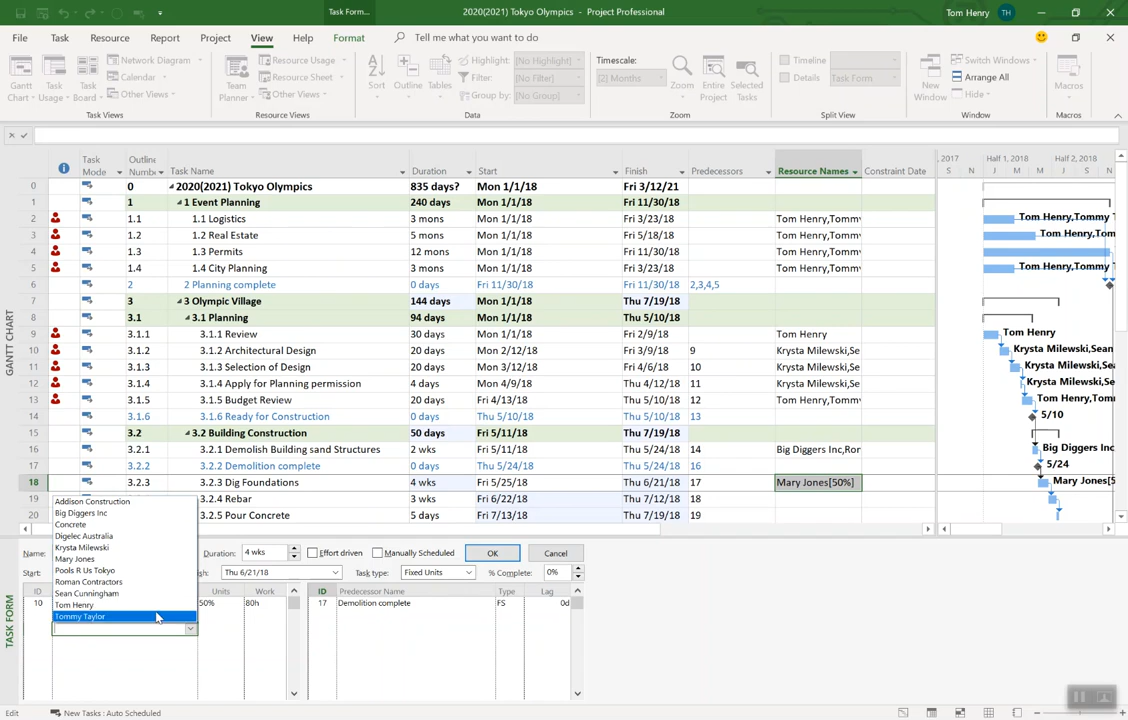 Task Form...
2020(2021) Tokyo Olympics - Project Professional
Tom Henry TH
File Task Resource Report Project View Help Format Tell me what you want to do
Gantt Chart
Task Usage
Task Board
Network Diagram
Calendar
Other Views
Task Views
Team Planner
Resource Usage
Resource Sheet
Other Views
Resource Views
Sort
Outline
Tables
Highlight: [No Highlight]
Filter: [No Filter]
Group by: [No Group]
Data
Timescale:
[2] Months
Zoom
Entire Project
Selected Tasks
Zoom
Timeline
Details Task Form
Split View
New Window
Switch Windows
Arrange All
Hide
Window
Macros
Macros
Task Mode Outline Numbe Task Name Duration Start Finish Predecessors Resource Names Constraint Date
, 2017 Half 1, 2018 Half 2, 2018
S N J M M J S N
0 0 2020(2021) Tokyo Olympics 835 days? Mon 1/1/18 Fri 3/12/21
1 1 1 Event Planning 240 days Mon 1/1/18 Fri 11/30/18
2 1.1 1.1 Logistics 3 mons Mon 1/1/18 Fri 3/23/18 Tom Henry,Tommy Tom Henry,Tommy T
3 1.2 1.2 Real Estate 5 mons Mon 1/1/18 Fri 5/18/18 Tom Henry,Tommy Tom Henry,Tom
4 1.3 1.3 Permits 12 mons Mon 1/1/18 Fri 11/30/18 Tom Henry,Tommy
5 1.4 1.4 City Planning 3 mons Mon 1/1/18 Fri 3/23/18 Tom Henry,Tommy Tom Henry,Tommy T
6 2 2 Planning complete 0 days Fri 11/30/18 Fri 11/30/18 2,3,4,5
7 3 3 Olympic Village 144 days Mon 1/1/18 Thu 7/19/18
8 3.1 3.1 Planning 94 days Mon 1/1/18 Thu 5/10/18
9 3.1.1 3.1.1 Review 30 days Mon 1/1/18 Fri 2/9/18 Tom Henry Tom Henry
10 3.1.2 3.1.2 Architectural Design 20 days Mon 2/12/18 Fri 3/9/18 9 Krysta Milewski,Se Krysta Milewski,Sean
11 3.1.3 3.1.3 Selection of Design 20 days Mon 3/12/18 Fri 4/6/18 10 Krysta Milewski,Se Krysta Milewski,Sea
12 3.1.4 3.1.4 Apply for Planning permission 4 days Mon 4/9/18 Thu 4/12/18 11 Krysta Milewski,Se Krysta Milewski,Se
13 3.1.5 3.1.5 Budget Review 20 days Fri 4/13/18 Thu 5/10/18 12 Tom Henry,Tommy Tom Henry,Tom
14 3.1.6 3.1.6 Ready for Construction 0 days Thu 5/10/18 Thu 5/10/18 13 5/10
15 3.2 3.2 Building Construction 50 days Fri 5/11/18 Thu 7/19/18
16 3.2.1 3.2.1 Demolish Building sand Structures 2 wks Fri 5/11/18 Thu 5/24/18 14 Big Diggers Inc,Ror Big Diggers Inc
17 3.2.2 3.2.2 Demolition complete 0 days Thu 5/24/18 Thu 5/24/18 16 5/24
18 3.2.3 3.2.3 Dig Foundations 4 wks Fri 5/25/18 Thu 6/21/18 17 Mary Jones[50%] Mary Jones[5
19 3.2.4 Rebar 3 wks Fri 6/22/18 Thu 7/12/18 18
20 3.2.5 Pour Concrete 5 days Fri 7/13/18 Thu 7/19/18 19
GANTT CHART
Addison Construction
Big Diggers Inc
Concrete
Digelec Australia
Krysta Milewski
Mary Jones
Pools R Us Tokyo
Roman Contractors
Sean Cunningham
Tom Henry
Tommy Taylor
Name: Duration: 4 wks Effort driven Manually Scheduled OK Cancel
Start: sh: Thu 6/21/18 Task type: Fixed Units % Complete: 0%
ID Units Work ID Predecessor Name Type Lag
10 50% 80h 17 Demolition complete FS 0d
TASK FORM
Edit New Tasks : Auto Scheduled